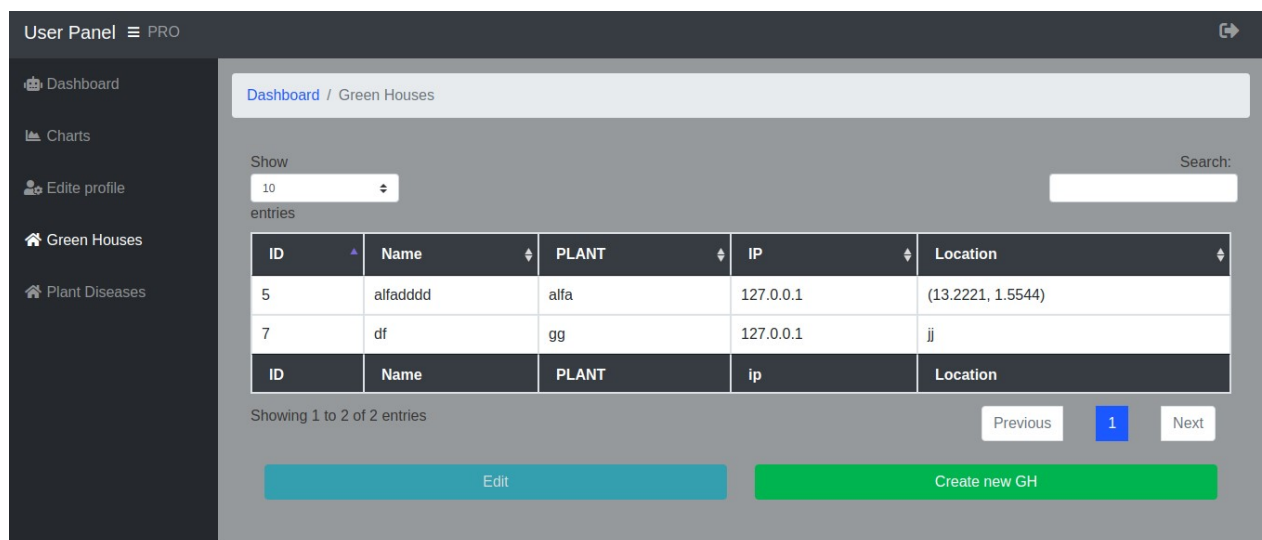 User Panel PRO
Dashboard
Charts
Edite profile
Green Houses
Plant Diseases
Dashboard / Green Houses
Show
10
entries
Search:
ID Name PLANT IP Location
5 alfadddd alfa 127.0.0.1 (13.2221, 1.5544)
7 df gg 127.0.0.1 jj
ID Name PLANT ip Location
Showing 1 to 2 of 2 entries
Previous 1 Next
Edit Create new GH